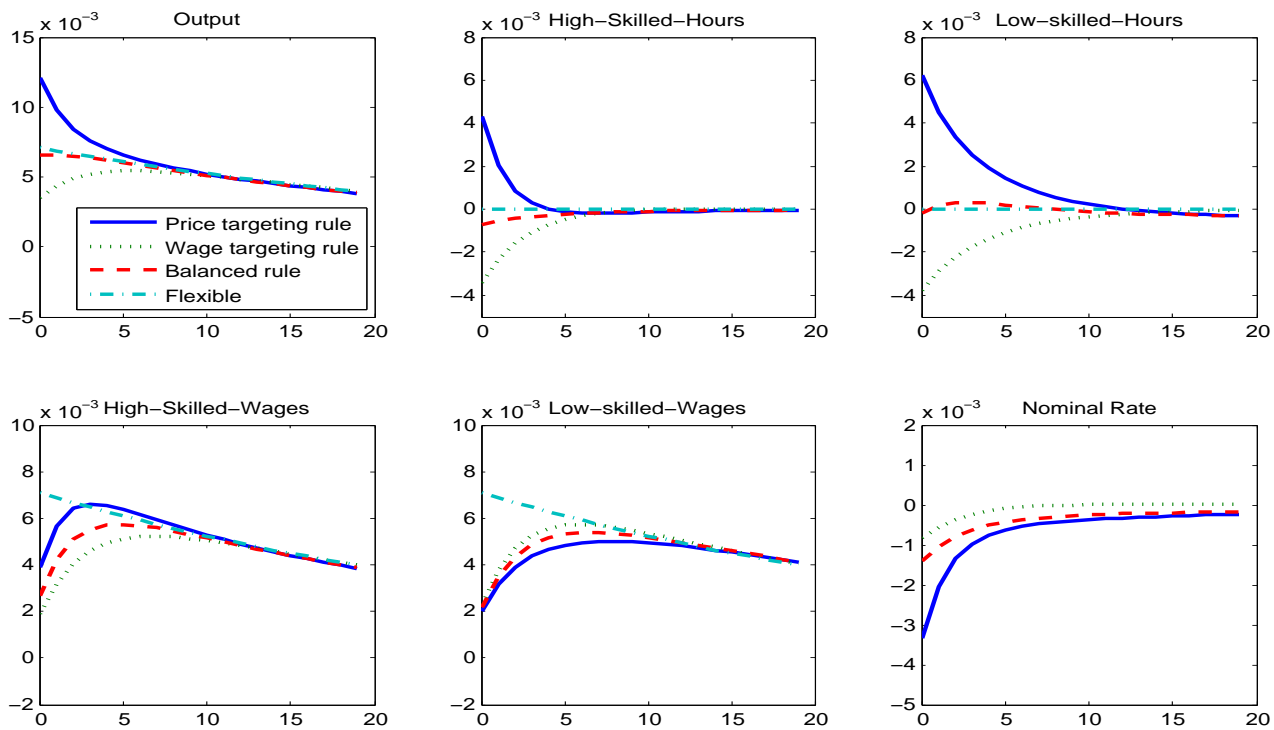 x 10⁻³ Output
15
10
5
0
−5
0 5 10 15 20
Price targeting rule
Wage targeting rule
Balanced rule
Flexible
x 10⁻³ High−Skilled−Hours
8
6
4
2
0
−2
−4
0 5 10 15 20
x 10⁻³ Low−skilled−Hours
8
6
4
2
0
−2
−4
0 5 10 15 20
x 10⁻³ High−Skilled−Wages
10
8
6
4
2
0
−2
0 5 10 15 20
x 10⁻³ Low−skilled−Wages
10
8
6
4
2
0
−2
0 5 10 15 20
x 10⁻³ Nominal Rate
2
1
0
−1
−2
−3
−4
−5
0 5 10 15 20